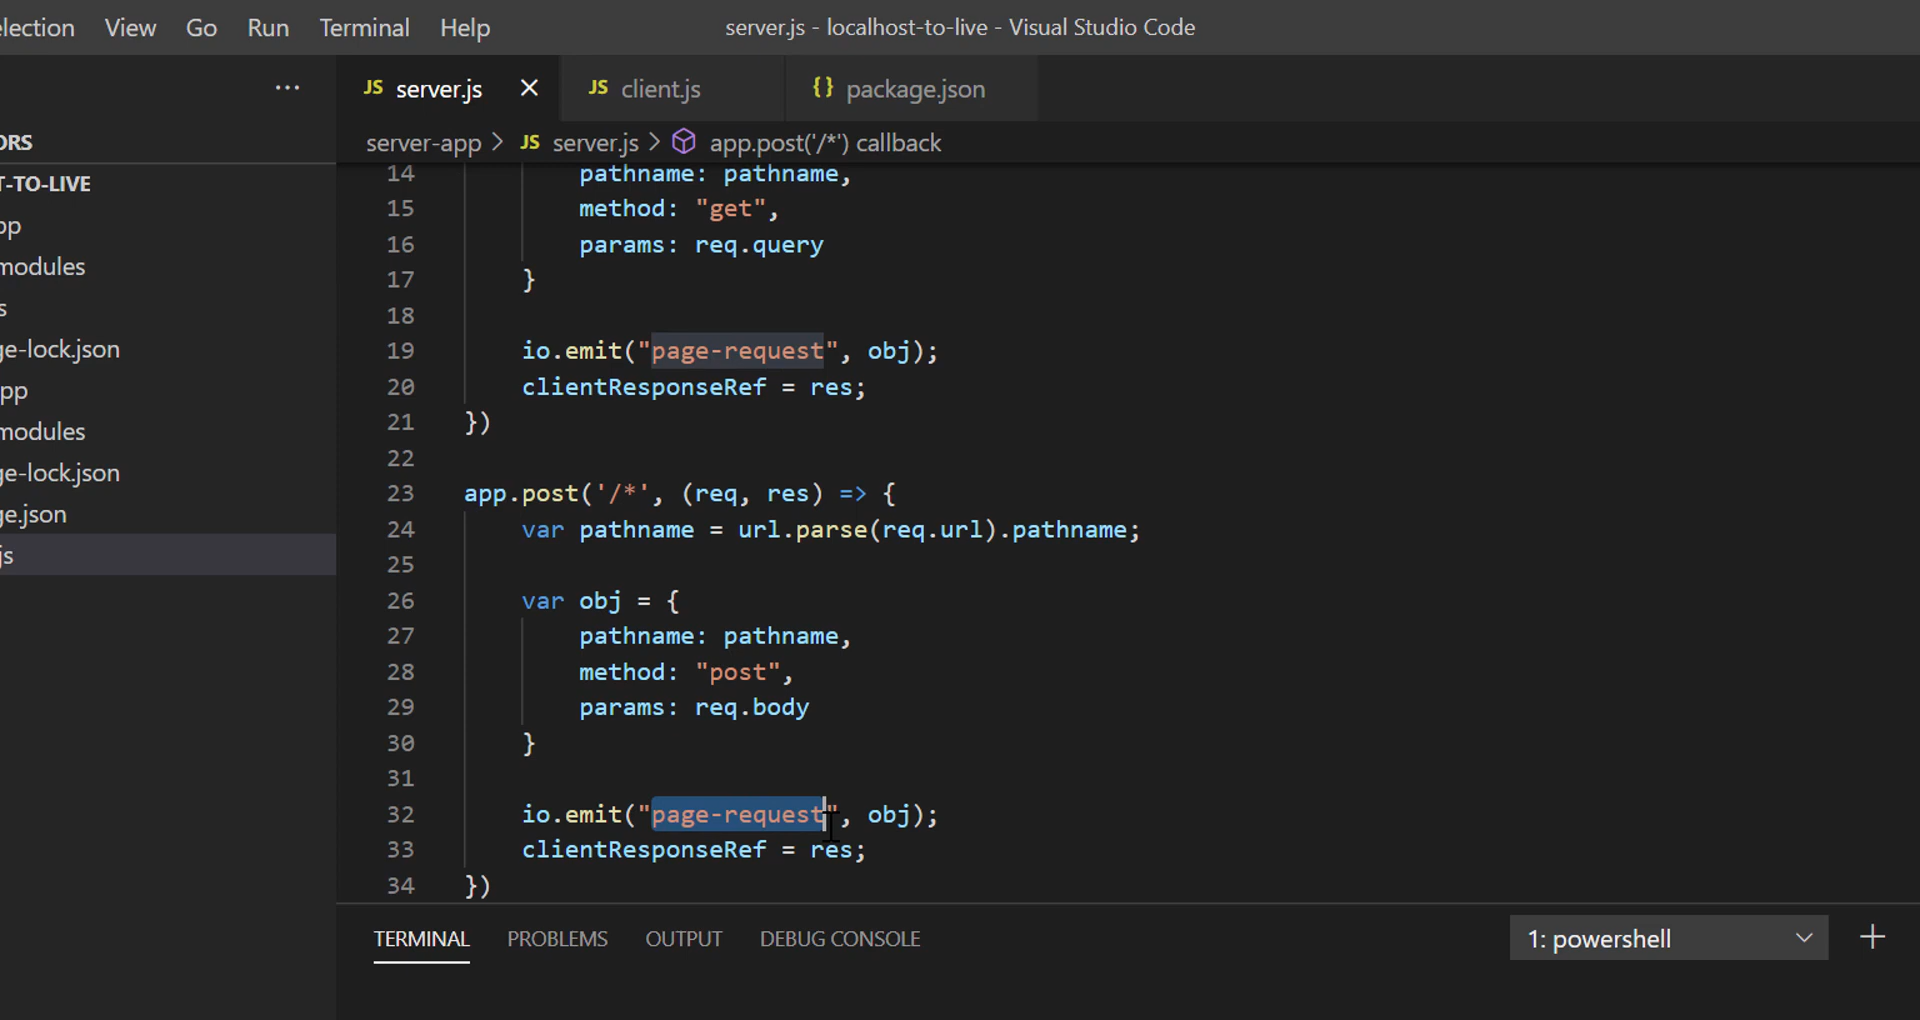 election View Go Run Terminal Help server.js - localhost-to-live - Visual Studio Code
··· JS server.js × JS client.js {} package.json
ORS
server-app > JS server.js > app.post('/*') callback
T-TO-LIVE
pp
modules
s
ge-lock.json
pp
modules
ge-lock.json
ge.json
js
14 pathname: pathname,
15 method: "get",
16 params: req.query
17 }
18
19 io.emit("page-request", obj);
20 clientResponseRef = res;
21 })
22
23 app.post('/*', (req, res) => {
24 var pathname = url.parse(req.url).pathname;
25
26 var obj = {
27 pathname: pathname,
28 method: "post",
29 params: req.body
30 }
31
32 io.emit("page-request", obj);
33 clientResponseRef = res;
34 })
TERMINAL PROBLEMS OUTPUT DEBUG CONSOLE 1: powershell +